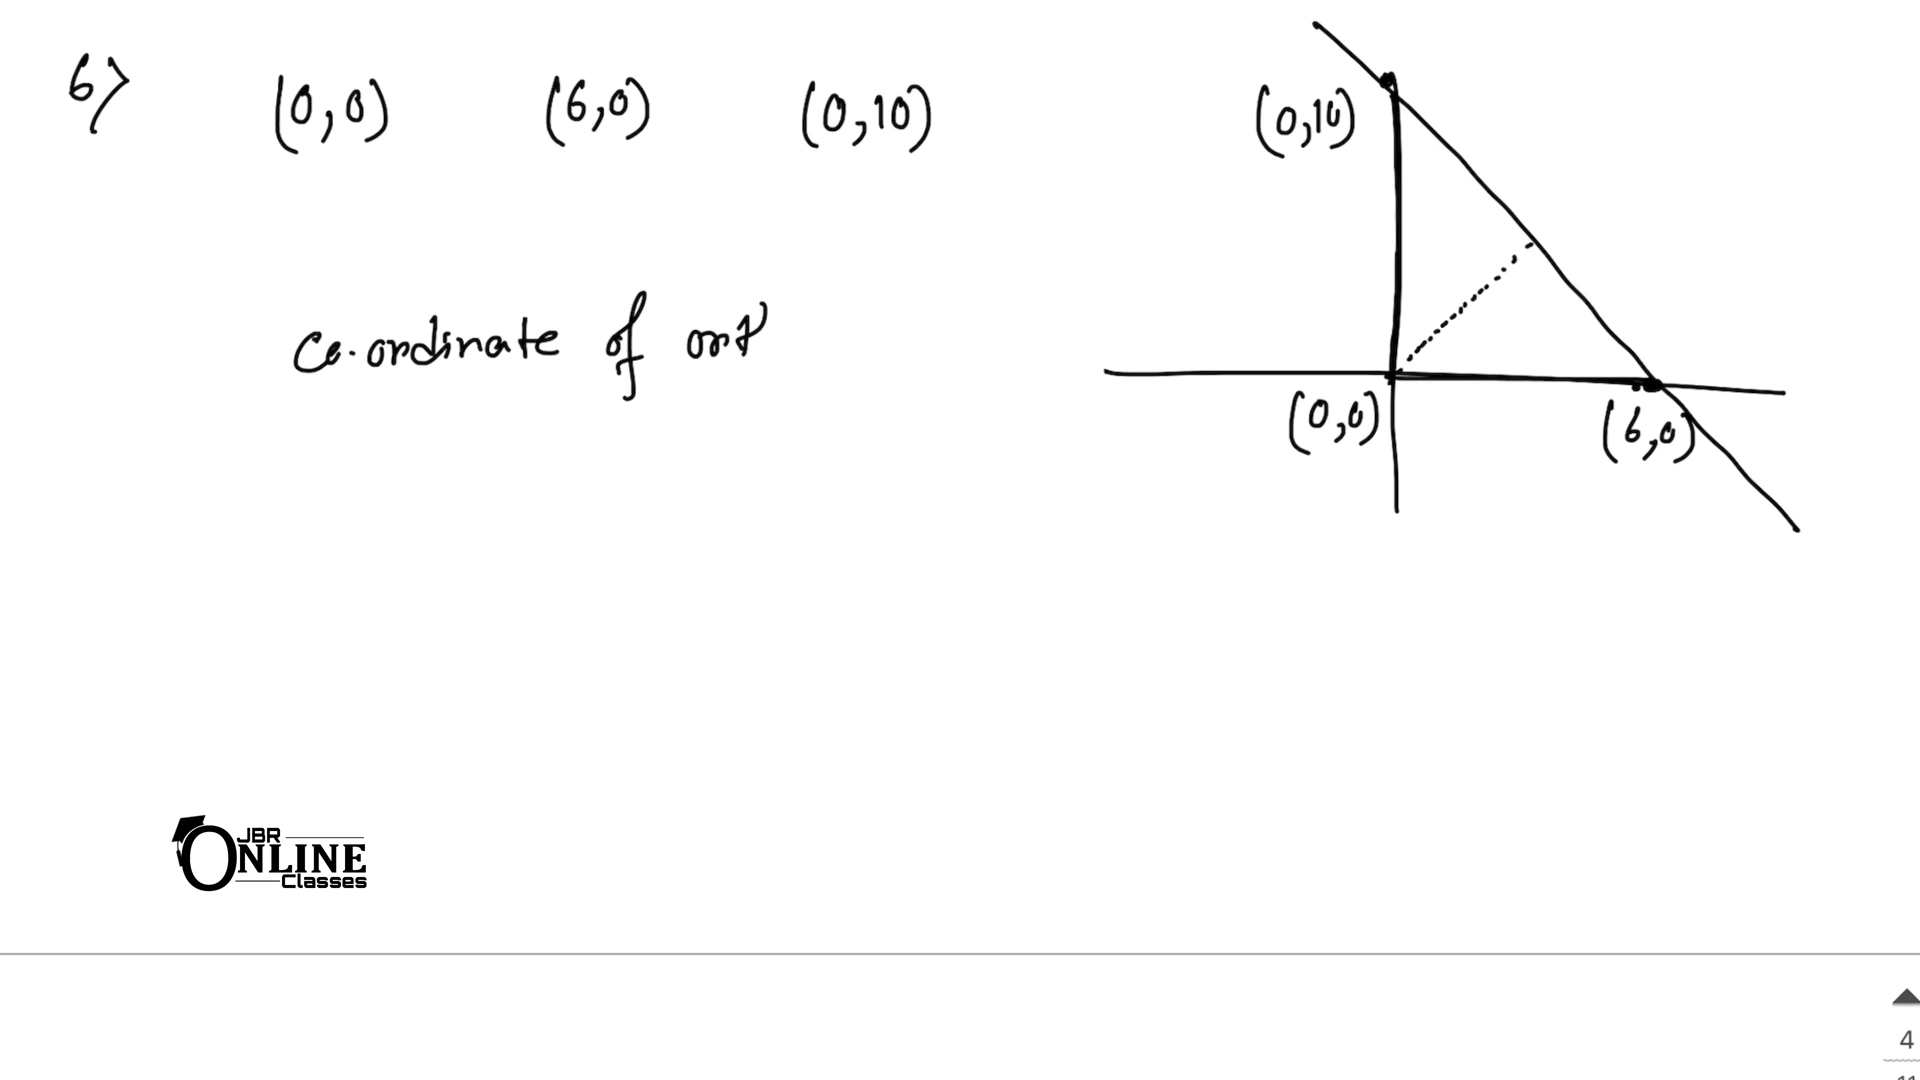 6) (0,0) (6,0) (0,10)
(0,10)
Co-ordinate of ort
(0,0) (6,0)
JBR
ONLINE
Classes
4